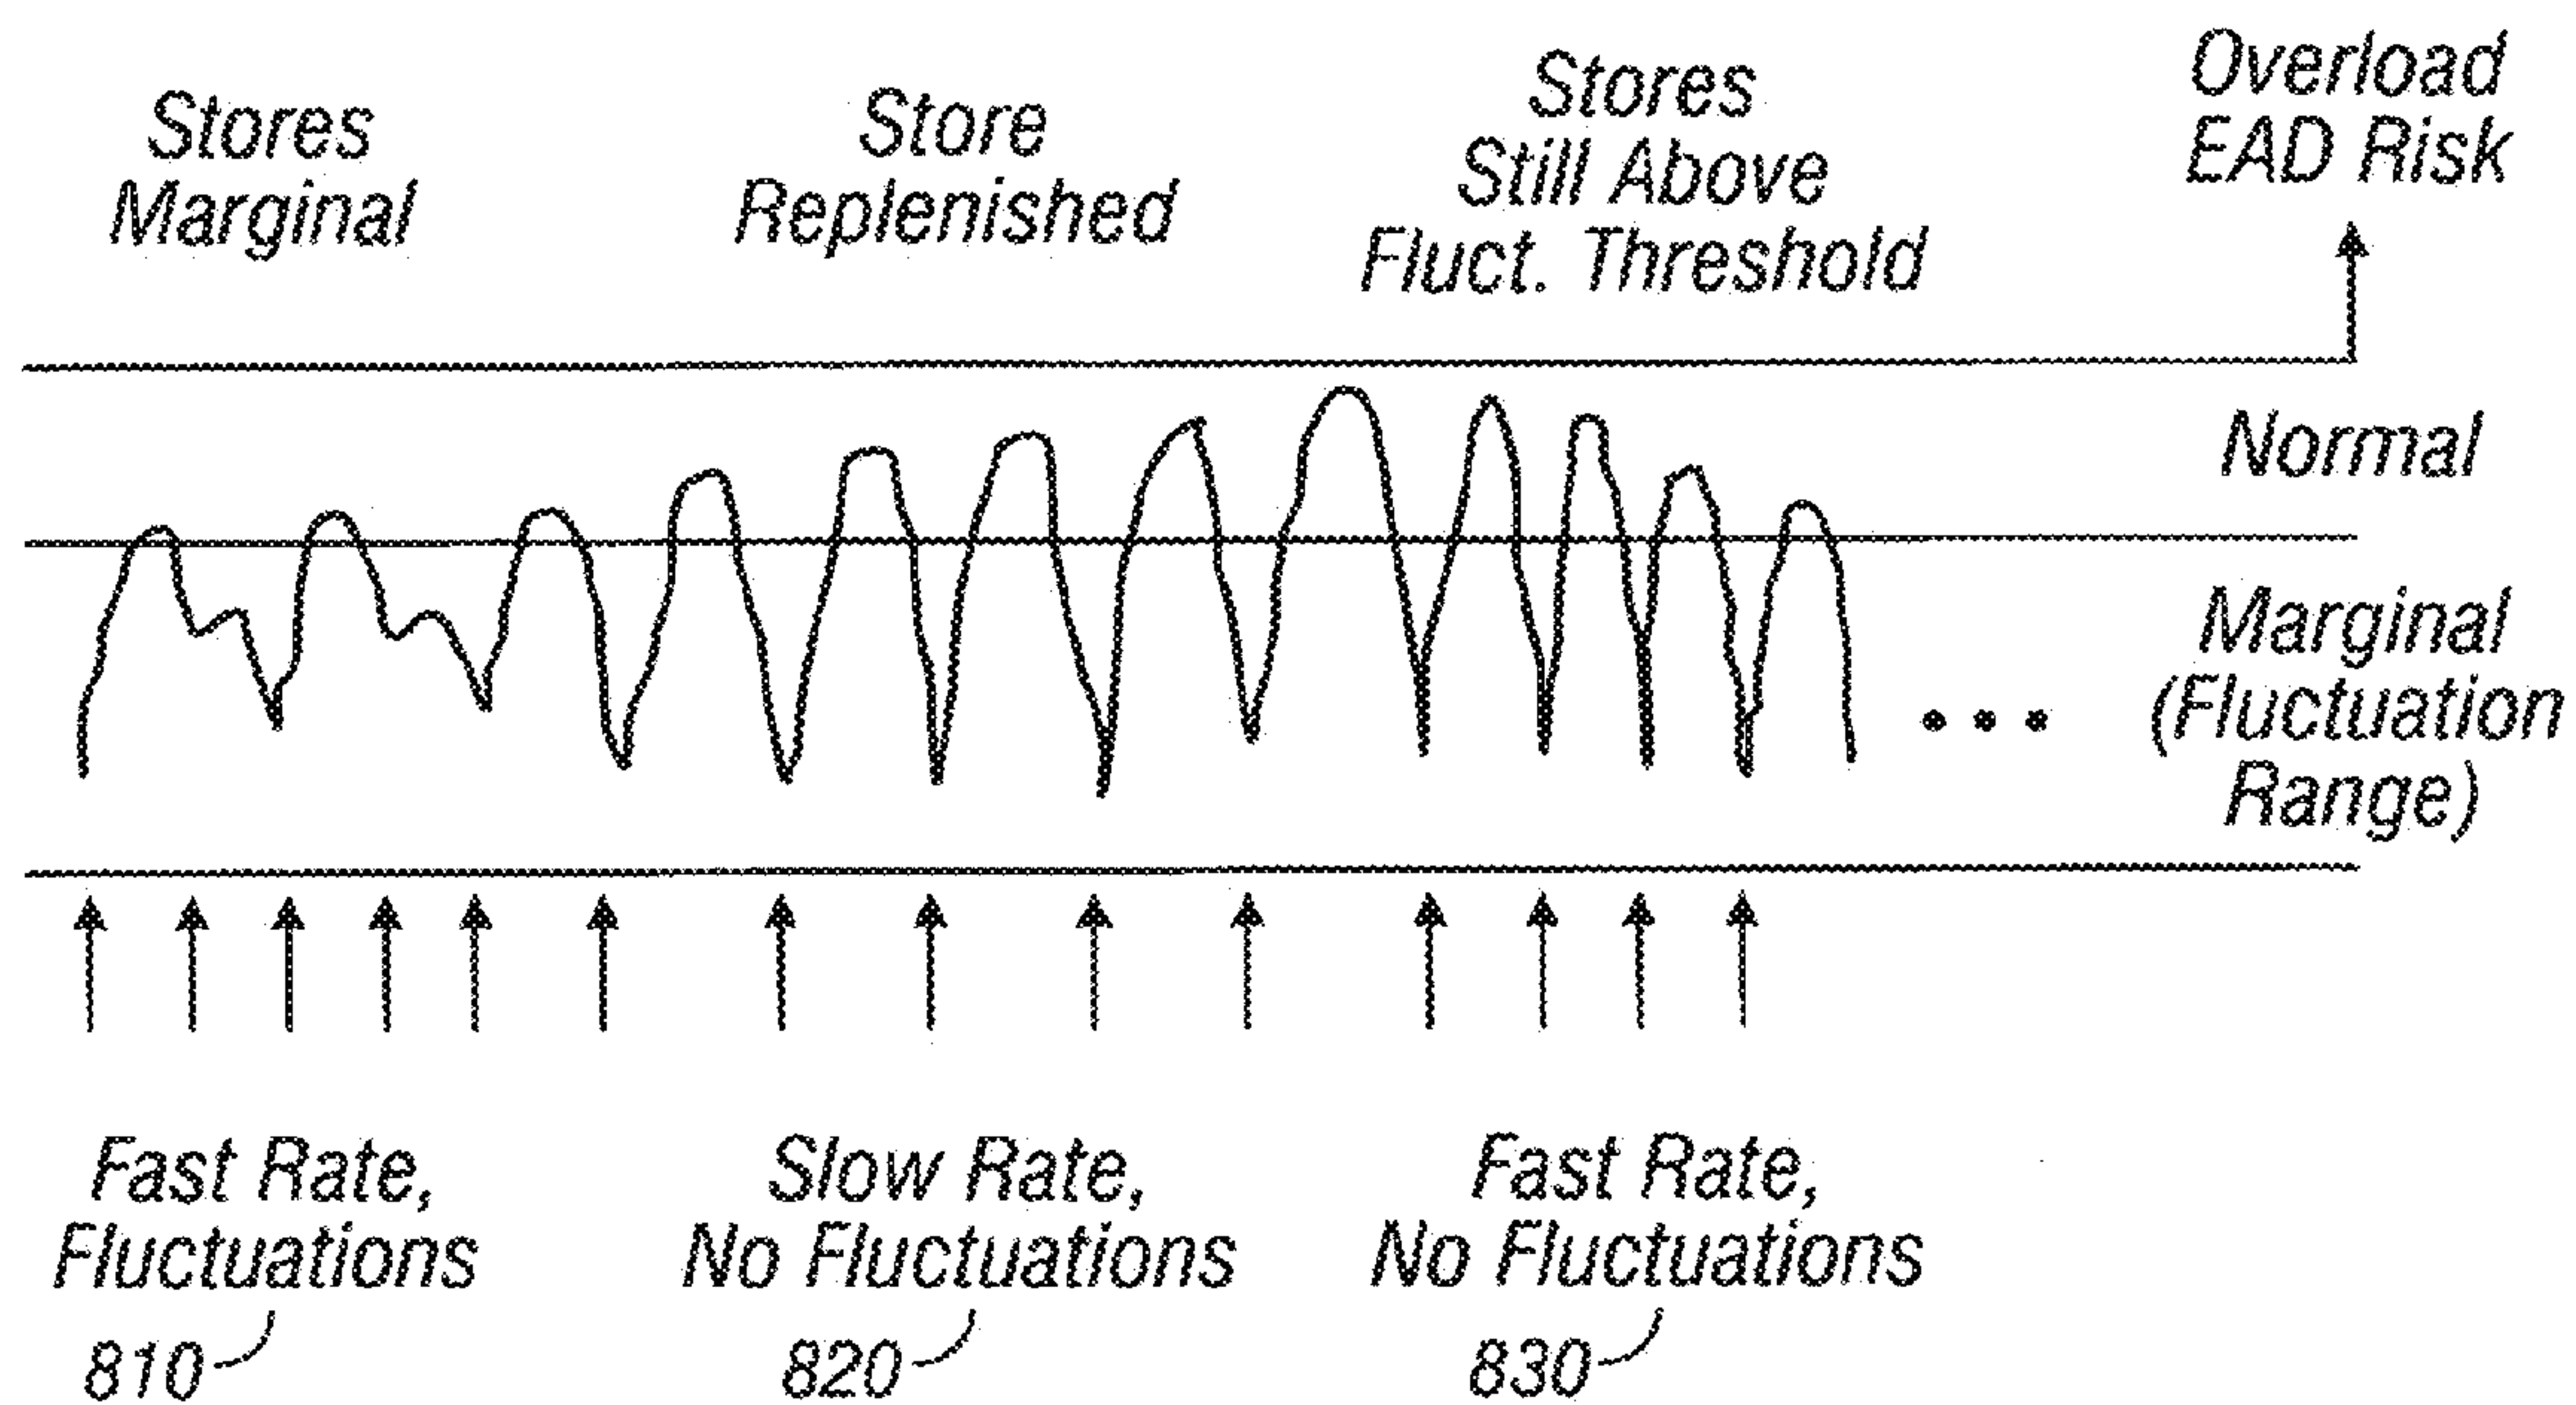 Stores
Marginal
Store
Replenished
Stores
Still Above
Fluct. Threshold
Overload
EAD Risk
Normal
Marginal
(Fluctuation
Range)
Fast Rate,
Fluctuations
810
Slow Rate,
No Fluctuations
820
Fast Rate,
No Fluctuations
830